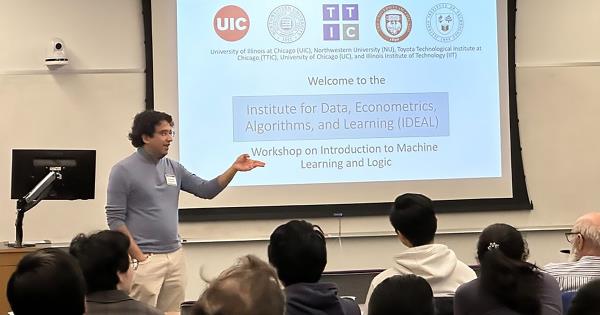 UIC
T T
I C
University of Illinois at Chicago (UIC), Northwestern University (NU), Toyota Technological Institute at
Chicago (TTIC), University of Chicago (UC), and Illinois Institute of Technology (IIT)
Welcome to the
Institute for Data, Econometrics,
Algorithms, and Learning (IDEAL)
Workshop on Introduction to Machine
Learning and Logic